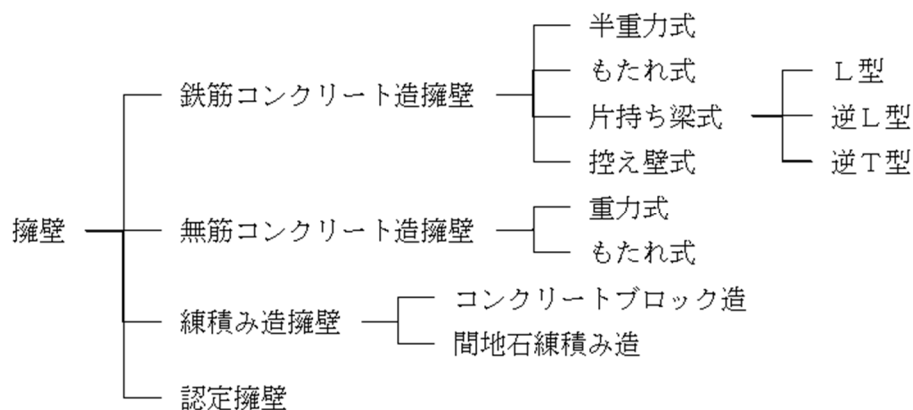 擁壁
鉄筋コンクリート造擁壁
半重力式
もたれ式
片持ち梁式
Ｌ型
逆Ｌ型
逆Ｔ型
控え壁式
無筋コンクリート造擁壁
重力式
もたれ式
練積み造擁壁
コンクリートブロック造
間地石練積み造
認定擁壁